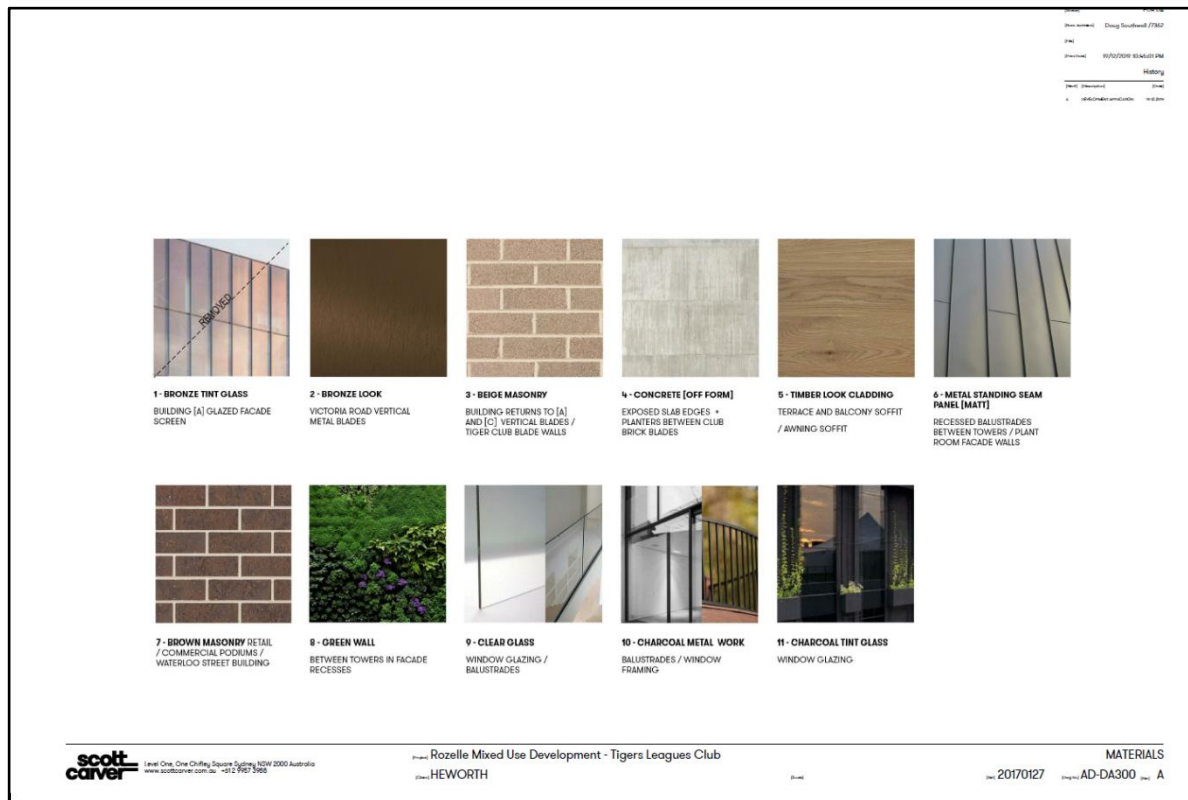 Doug Southwell /7362
10/12/2019 10:46:03 PM
History
REMOVED
1 - BRONZE TINT GLASS
BUILDING [A] GLAZED FACADE
SCREEN
2 - BRONZE LOOK
VICTORIA ROAD VERTICAL
METAL BLADES
3 - BEIGE MASONRY
BUILDING RETURNS TO [A]
AND [C] VERTICAL BLADES /
TIGER CLUB BLADE WALLS
4 - CONCRETE [OFF FORM]
EXPOSED SLAB EDGES +
PLANTERS BETWEEN CLUB
BRICK BLADES
5 - TIMBER LOOK CLADDING
TERRACE AND BALCONY SOFFIT
/ AWNING SOFFIT
6 - METAL STANDING SEAM
PANEL [MATT]
RECESSED BALUSTRADES
BETWEEN TOWERS / PLANT
ROOM FACADE WALLS
7 - BROWN MASONRY RETAIL
/ COMMERCIAL PODIUMS /
WATERLOO STREET BUILDING
8 - GREEN WALL
BETWEEN TOWERS IN FACADE
RECESSES
9 - CLEAR GLASS
WINDOW GLAZING /
BALUSTRADES
10 - CHARCOAL METAL WORK
BALUSTRADES / WINDOW
FRAMING
11 - CHARCOAL TINT GLASS
WINDOW GLAZING
scott
carver
Level One, One Chifley Square Sydney NSW 2000 Australia
www.scottcarver.com.au +61 2 9957 3988
Rozelle Mixed Use Development - Tigers Leagues Club
HEWORTH
MATERIALS
20170127 AD-DA300 A